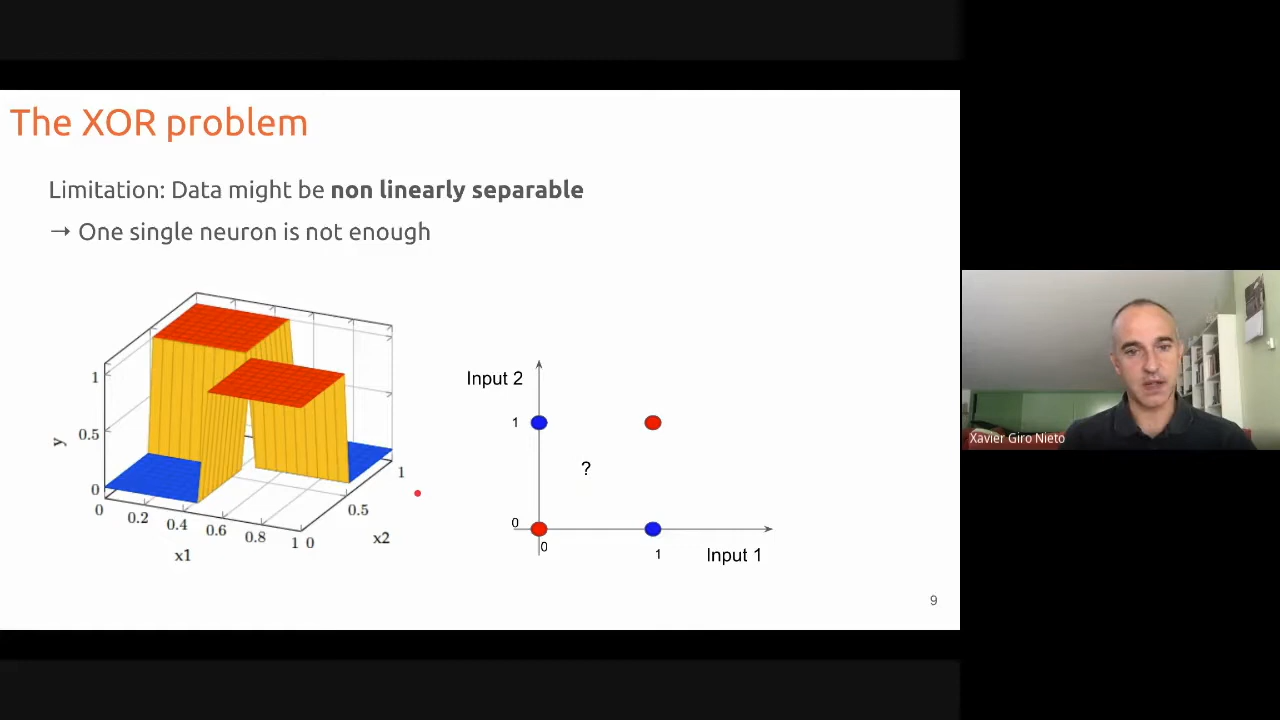 The XOR problem
Limitation: Data might be non linearly separable
→ One single neuron is not enough
1
0.5
0
y
0
0.2
0.4
0.6
0.8
1
x1
0
0.5
1
x2
Input 2
1
?
0
0
1
Input 1
9
Xavier Giro Nieto